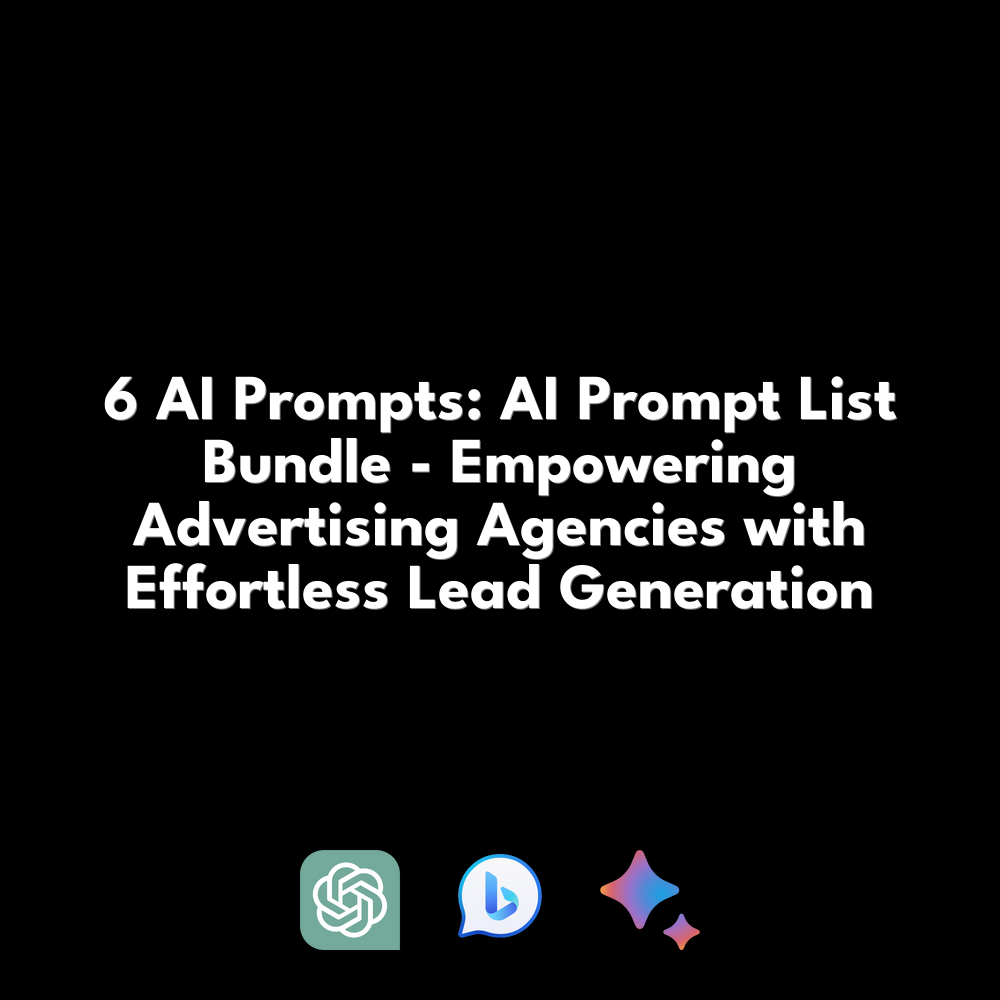 6 AI Prompts: AI Prompt List
Bundle - Empowering
Advertising Agencies with
Effortless Lead Generation